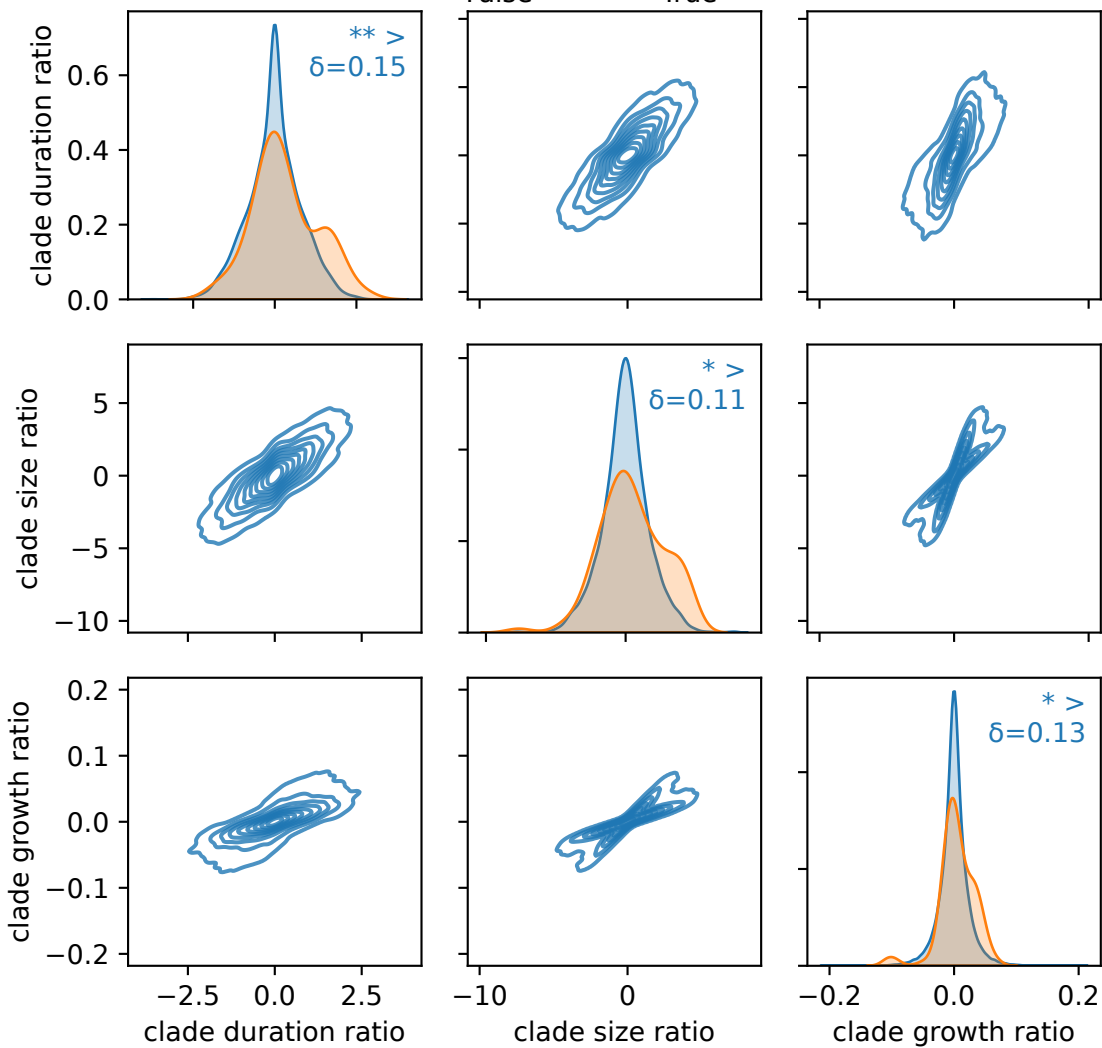 False True
clade duration ratio
0.6
0.4
0.2
0.0
** >
δ=0.15
clade size ratio
5
0
−5
−10
* >
δ=0.11
clade growth ratio
0.2
0.1
0.0
−0.1
−0.2
* >
δ=0.13
−2.5 0.0 2.5
−10 0
−0.2 0.0 0.2
clade duration ratio
clade size ratio
clade growth ratio